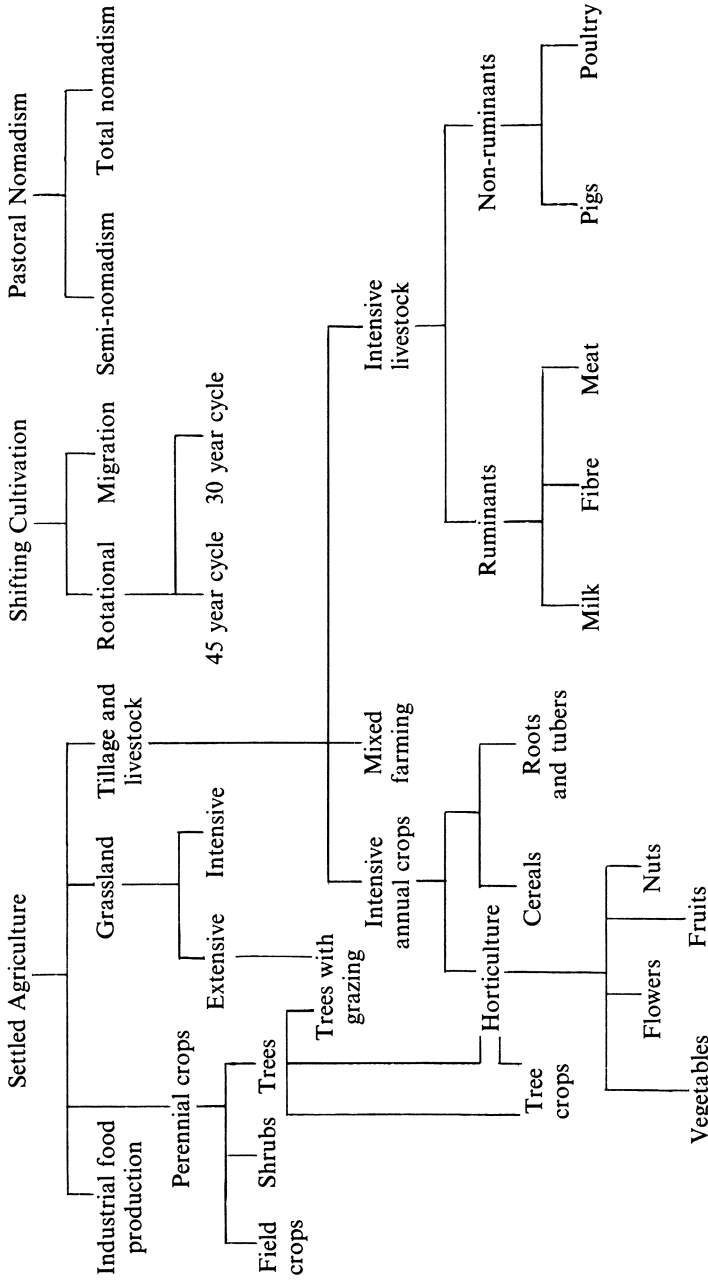 Settled Agriculture
Shifting Cultivation
Pastoral Nomadism
Industrial food
production
Perennial crops
Grassland
Tillage and
livestock
Rotational
Migration
Semi-nomadism
Total nomadism
Field
crops
Shrubs
Trees
Extensive
Intensive
45 year cycle
30 year cycle
Trees with
grazing
Intensive
annual crops
Mixed
farming
Intensive
livestock
Horticulture
Ruminants
Non-ruminants
Tree
crops
Cereals
Roots
and tubers
Milk
Fibre
Meat
Pigs
Poultry
Vegetables
Flowers
Fruits
Nuts